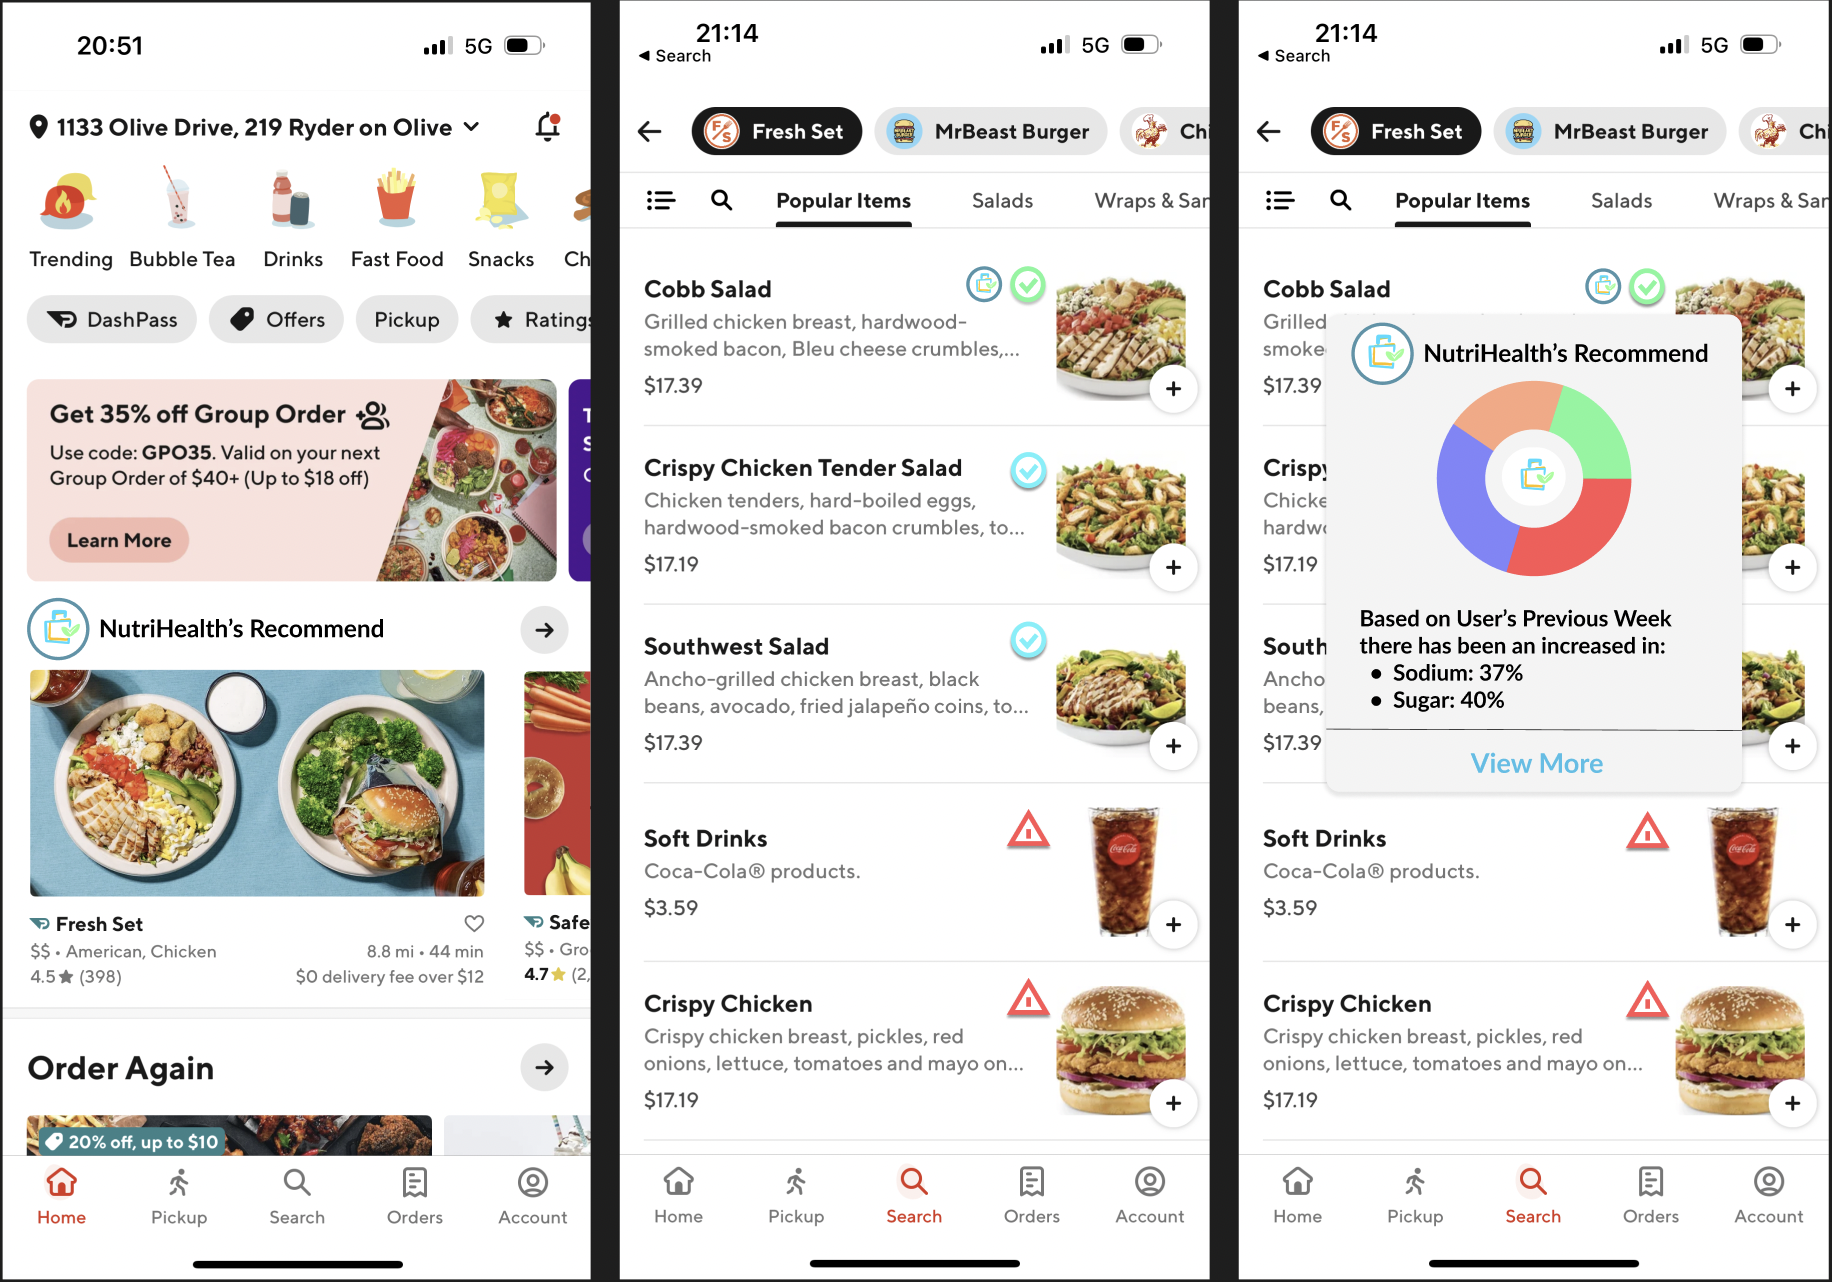 20:51
5G
1133 Olive Drive, 219 Ryder on Olive
Trending
Bubble Tea
Drinks
Fast Food
Snacks
Ch
DashPass
Offers
Pickup
Ratings
Get 35% off Group Order
Use code: GPO35. Valid on your next
Group Order of $40+ (Up to $18 off)
Learn More
NutriHealth's Recommend
Fresh Set
$$ • American, Chicken
8.8 mi • 44 min
4.5★ (398)
$0 delivery fee over $12
Safe
$$ • Gro
4.7★ (2,
Order Again
20% off, up to $10
Home
Pickup
Search
Orders
Account
21:14
◀ Search
5G
F/S
Fresh Set
MrBeast Burger
Chi
Popular Items
Salads
Wraps & Sar
Cobb Salad
Grilled chicken breast, hardwood-
smoked bacon, Bleu cheese crumbles,...
$17.39
Crispy Chicken Tender Salad
Chicken tenders, hard-boiled eggs,
hardwood-smoked bacon crumbles, to...
$17.19
Southwest Salad
Ancho-grilled chicken breast, black
beans, avocado, fried jalapeño coins, to...
$17.39
Soft Drinks
Coca-Cola® products.
$3.59
Coca-Cola
Crispy Chicken
Crispy chicken breast, pickles, red
onions, lettuce, tomatoes and mayo on...
$17.19
Home
Pickup
Search
Orders
Account
21:14
◀ Search
5G
F/S
Fresh Set
MrBeast Burger
Chi
Popular Items
Salads
Wraps & Sar
Cobb Salad
Grilled
smoke
$17.39
Crispy
Chicke
hardwo
$17.19
South
Ancho
beans,
$17.39
NutriHealth's Recommend
Based on User's Previous Week
there has been an increased in:
• Sodium: 37%
• Sugar: 40%
View More
Soft Drinks
Coca-Cola® products.
$3.59
Coca-Cola
Crispy Chicken
Crispy chicken breast, pickles, red
onions, lettuce, tomatoes and mayo on...
$17.19
Home
Pickup
Search
Orders
Account